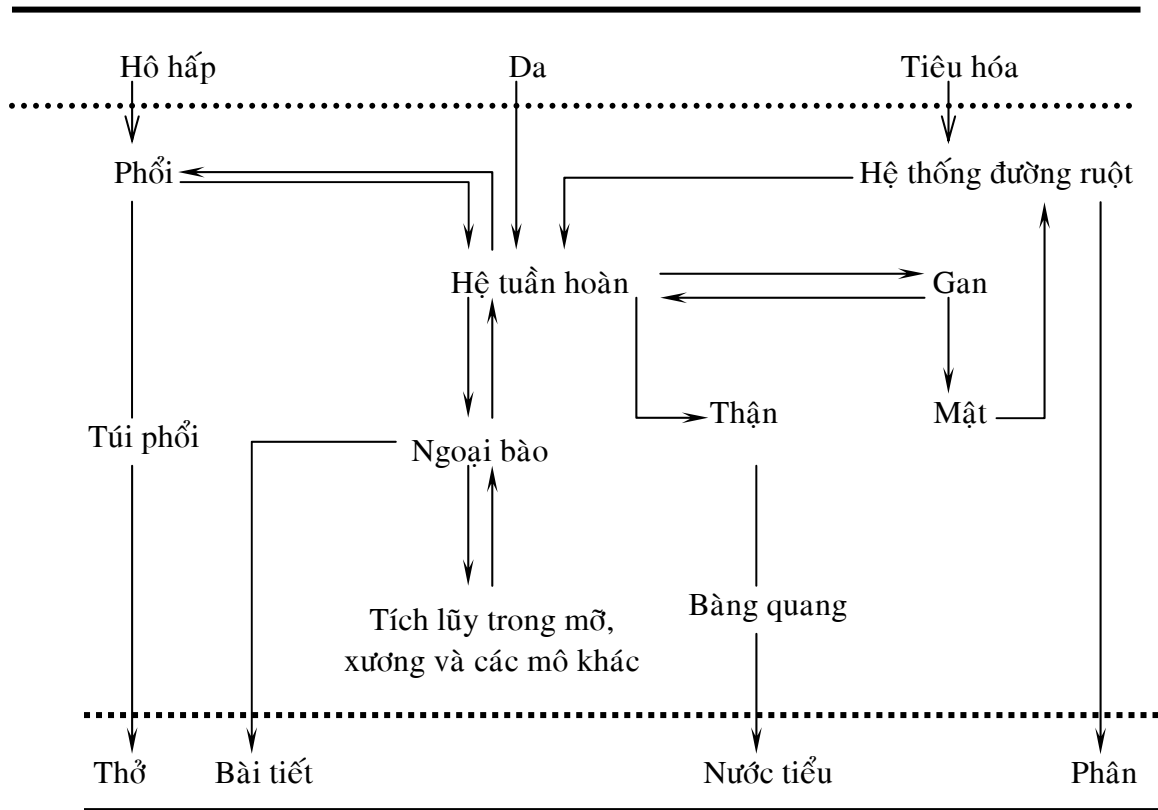 Hô hấp
Da
Tiêu hóa
Phổi
Hệ thống đường ruột
Hệ tuần hoàn
Gan
Túi phổi
Ngoại bào
Thận
Mật
Tích lũy trong mỡ,
xương và các mô khác
Bàng quang
Thở
Bài tiết
Nước tiểu
Phân